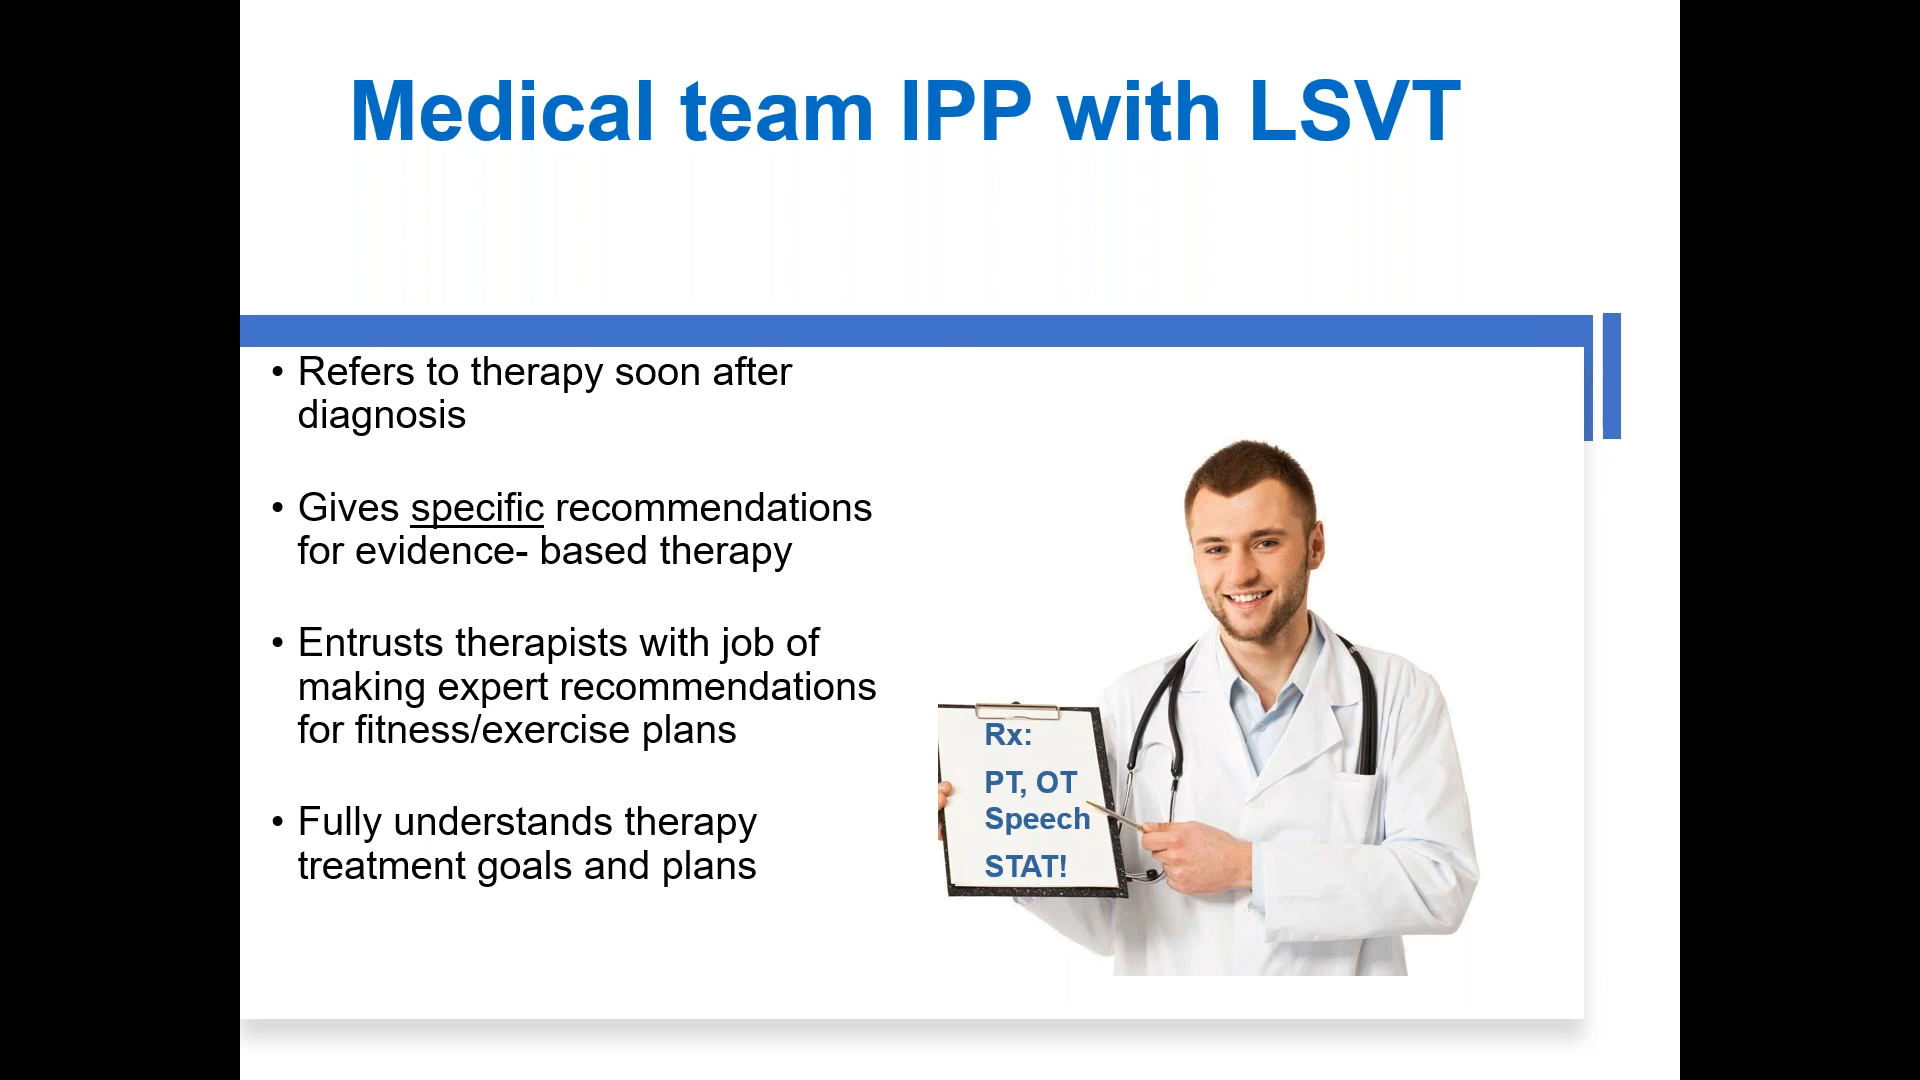 Medical team IPP with LSVT
• Refers to therapy soon after
diagnosis
• Gives specific recommendations
for evidence- based therapy
• Entrusts therapists with job of
making expert recommendations
for fitness/exercise plans
• Fully understands therapy
treatment goals and plans
Rx:
PT, OT
Speech
STAT!